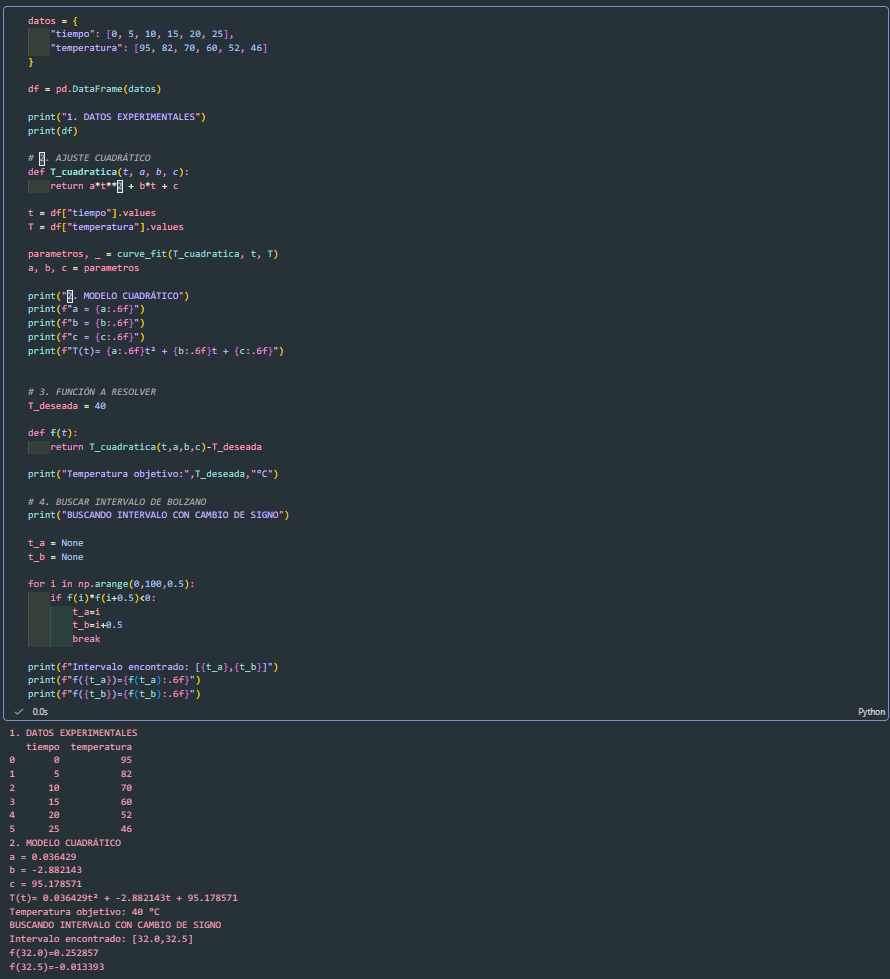 datos = {
    "tiempo": [0, 5, 10, 15, 20, 25],
    "temperatura": [95, 82, 70, 60, 52, 46]
}
df = pd.DataFrame(datos)
print("1. DATOS EXPERIMENTALES")
print(df)
# 2. AJUSTE CUADRÁTICO
def T_cuadratica(t, a, b, c):
    return a*t**2 + b*t + c
t = df["tiempo"].values
T = df["temperatura"].values
parametros, _ = curve_fit(T_cuadratica, t, T)
a, b, c = parametros
print("2. MODELO CUADRÁTICO")
print(f"a = {a:.6f}")
print(f"b = {b:.6f}")
print(f"c = {c:.6f}")
print(f"T(t)= {a:.6f}t² + {b:.6f}t + {c:.6f}")
# 3. FUNCIÓN A RESOLVER
T_deseada = 40
def f(t):
    return T_cuadratica(t,a,b,c)-T_deseada
print("Temperatura objetivo:",T_deseada,"°C")
# 4. BUSCAR INTERVALO DE BOLZANO
print("BUSCANDO INTERVALO CON CAMBIO DE SIGNO")
t_a = None
t_b = None
for i in np.arange(0,100,0.5):
    if f(i)*f(i+0.5)<0:
        t_a=i
        t_b=i+0.5
        break
print(f"Intervalo encontrado: [{t_a},{t_b}]")
print(f"f({t_a})={f(t_a):.6f}")
print(f"f({t_b})={f(t_b):.6f}")
✓ 0.0s Python
1. DATOS EXPERIMENTALES
   tiempo  temperatura
0       0           95
1       5           82
2      10           70
3      15           60
4      20           52
5      25           46
2. MODELO CUADRÁTICO
a = 0.036429
b = -2.882143
c = 95.178571
T(t)= 0.036429t² + -2.882143t + 95.178571
Temperatura objetivo: 40 °C
BUSCANDO INTERVALO CON CAMBIO DE SIGNO
Intervalo encontrado: [32.0,32.5]
f(32.0)=0.252857
f(32.5)=-0.013393